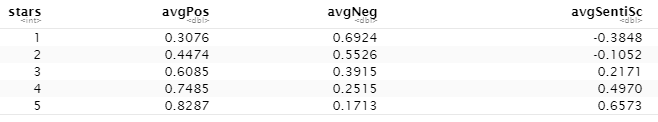 stars avgPos avgNeg avgSentiSc
<int> <dbl> <dbl> <dbl>
1 0.3076 0.6924 -0.3848
2 0.4474 0.5526 -0.1052
3 0.6085 0.3915 0.2171
4 0.7485 0.2515 0.4970
5 0.8287 0.1713 0.6573